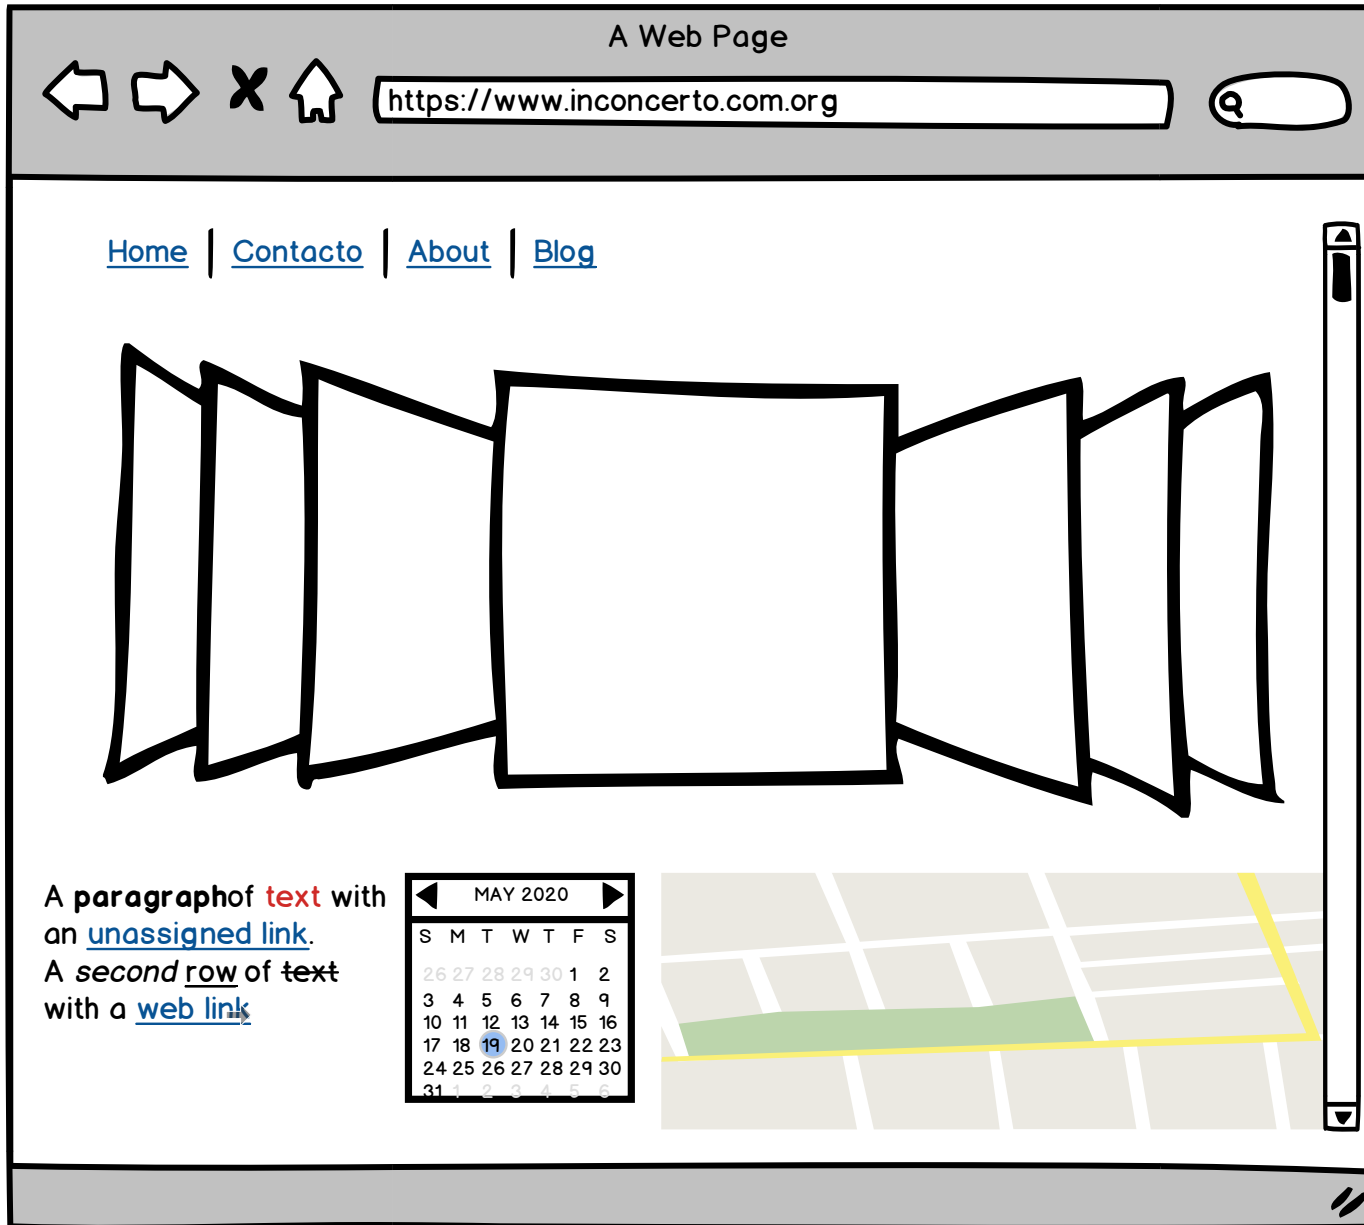 A Web Page
https://www.inconcerto.com.org
Home Contacto About Blog
A paragraphof text with
an unassigned link.
A second row of text
with a web link
MAY 2020
S M T W T F S
26 27 28 29 30 1 2
3 4 5 6 7 8 9
10 11 12 13 14 15 16
17 18 19 20 21 22 23
24 25 26 27 28 29 30
31 1 2 3 4 5 6